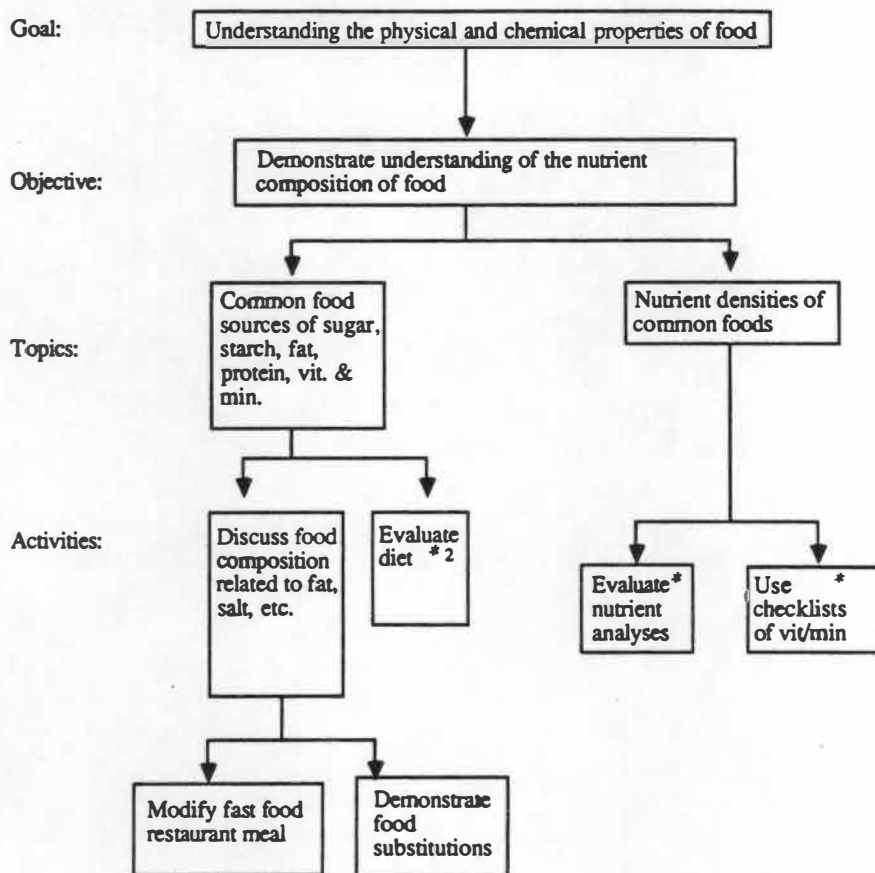 Goal:
Understanding the physical and chemical properties of food
Objective:
Demonstrate understanding of the nutrient
composition of food
Topics:
Common food
sources of sugar,
starch, fat,
protein, vit. &
min.
Nutrient densities of
common foods
Activities:
Discuss food
composition
related to fat,
salt, etc.
Evaluate
diet *2
Evaluate*
nutrient
analyses
Use *
checklists
of vit/min
Modify fast food
restaurant meal
Demonstrate
food
substitutions